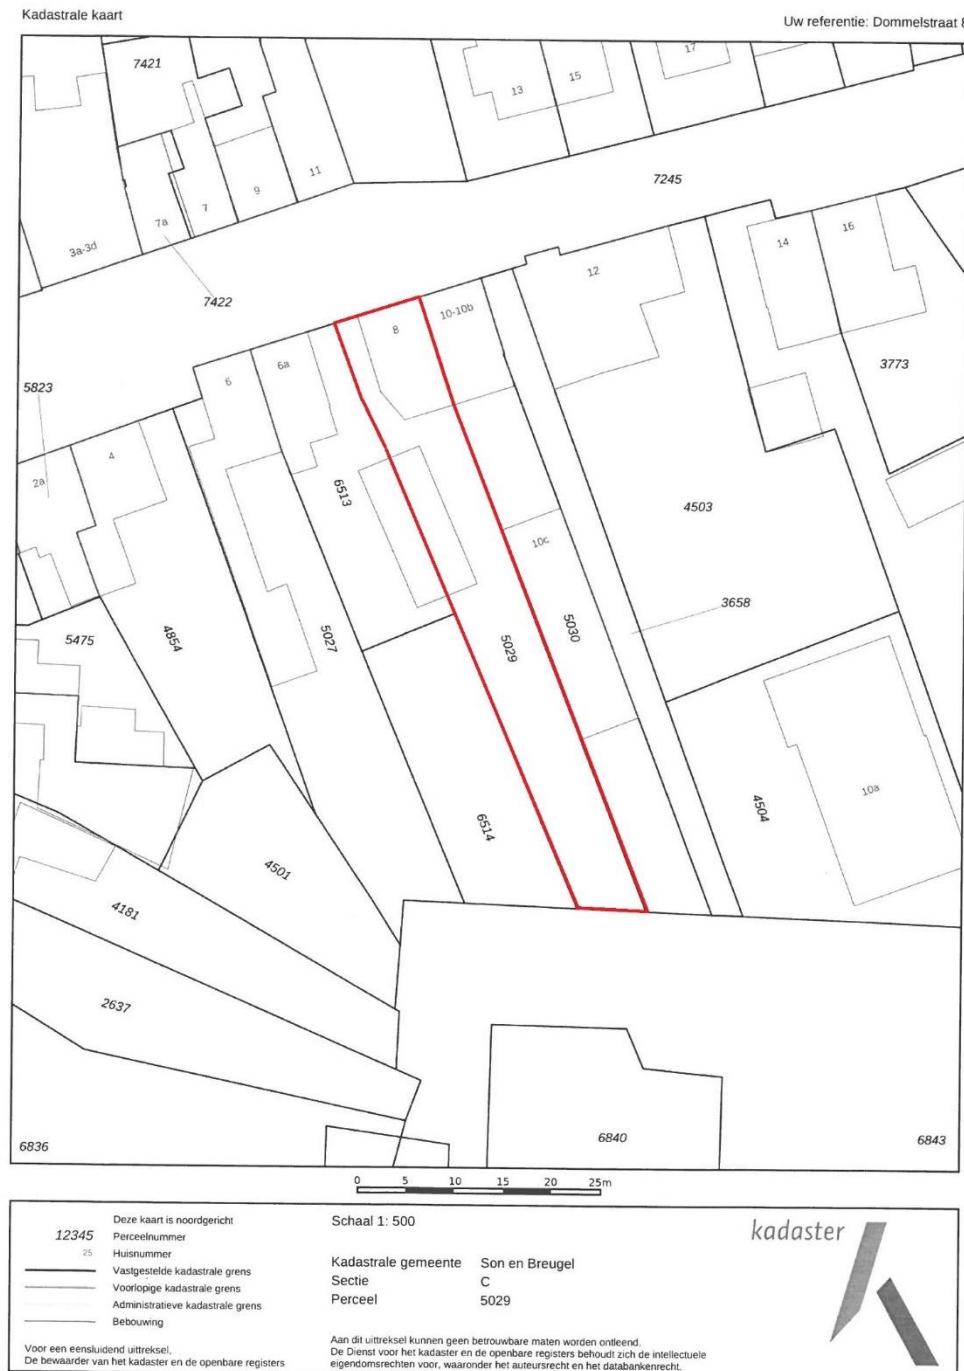 Kadastrale kaart
Uw referentie: Dommelstraat 8
7421
17
15
13
7245
11
9
7
7a
3a-3d
7422
16
14
12
10-10b
8
6a
6
5823
3773
4
2a
6513
4503
10c
3658
5030
5029
5027
4854
5475
10a
4504
6514
4501
4181
2637
6840
6843
6836
0 5 10 15 20 25m
Deze kaart is noordgericht
12345 Perceelnummer
25 Huisnummer
Vastgestelde kadastrale grens
Voorlopige kadastrale grens
Administratieve kadastrale grens
Bebouwing
Voor een eensluidend uittreksel,
De bewaarder van het kadaster en de openbare registers
Schaal 1: 500
Kadastrale gemeente Son en Breugel
Sectie C
Perceel 5029
Aan dit uittreksel kunnen geen betrouwbare maten worden ontleend.
De Dienst voor het kadaster en de openbare registers behoudt zich de intellectuele
eigendomsrechten voor, waaronder het auteursrecht en het databankenrecht.
kadaster